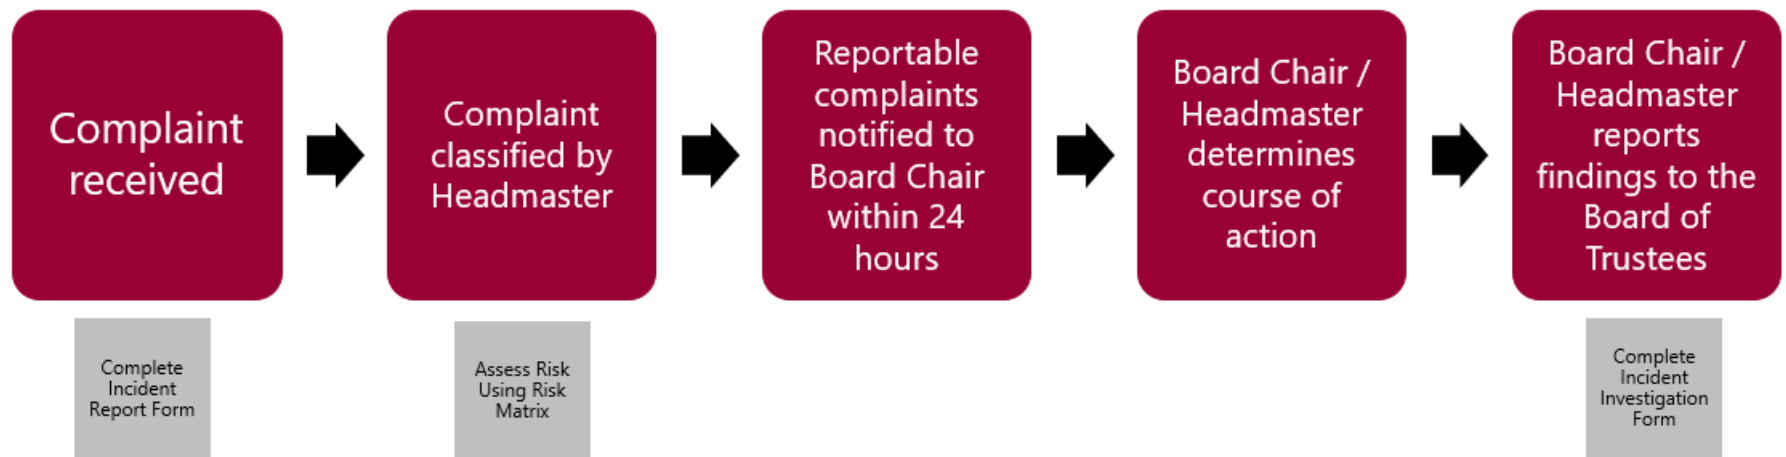 Complaint
received
Complaint
classified by
Headmaster
Reportable
complaints
notified to
Board Chair
within 24
hours
Board Chair /
Headmaster
determines
course of
action
Board Chair /
Headmaster
reports
findings to the
Board of
Trustees
Complete
Incident
Report Form
Assess Risk
Using Risk
Matrix
Complete
Incident
Investigation
Form